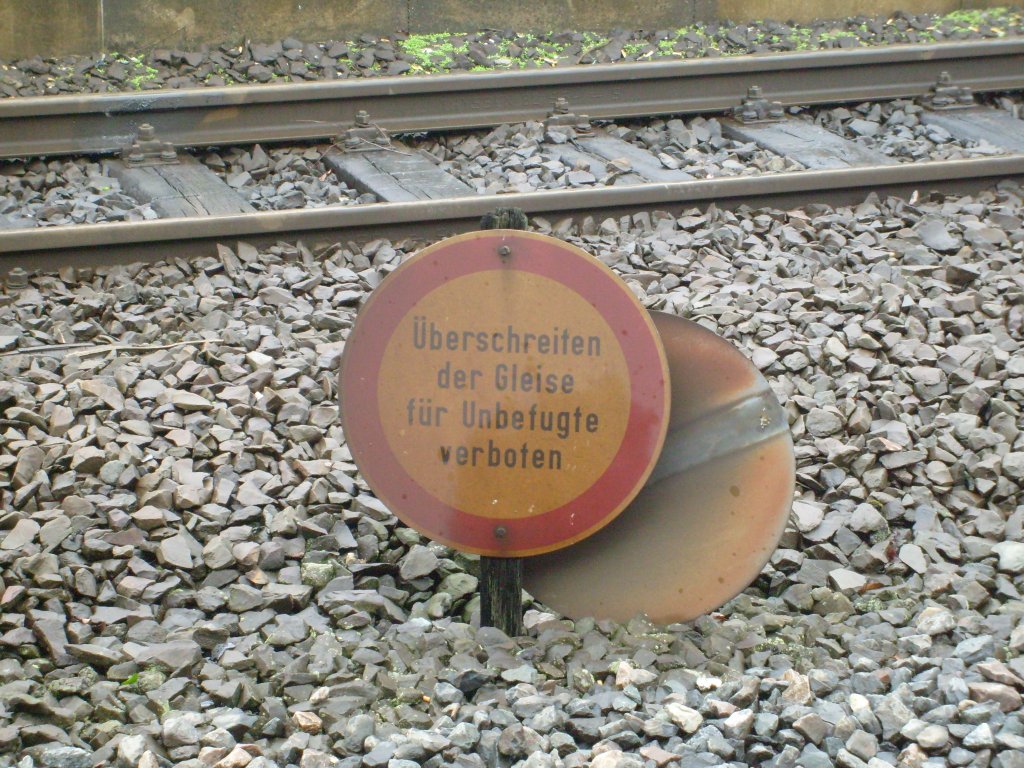 Überschreiten
der Gleise
für Unbefugte
verboten